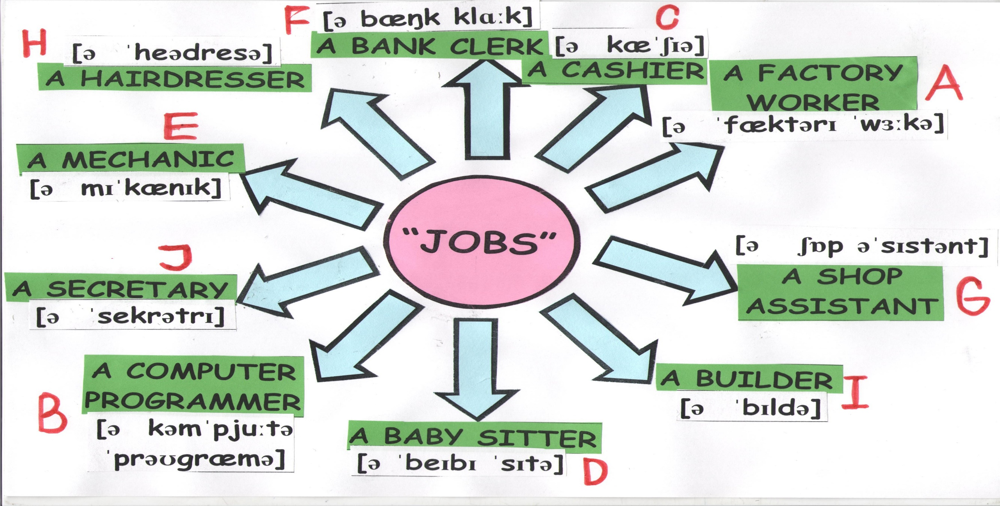 F
[ə bæŋk klɑːk]
A BANK CLERK
C
[ə kæˈʃɪə]
A CASHIER
H
[ə ˈheədresə]
A HAIRDRESSER
A FACTORY
WORKER
A
[ə ˈfæktərɪ ˈwɜːkə]
E
A MECHANIC
[ə mɪˈkænɪk]
"JOBS"
[ə ʃɒp əˈsɪstənt]
A SHOP
ASSISTANT
G
J
A SECRETARY
[ə ˈsekrətrɪ]
A COMPUTER
PROGRAMMER
B
[ə kəmˈpjuːtə
ˈprəʊgræmə]
A BABY SITTER
[ə ˈbeɪbɪ ˈsɪtə]
D
A BUILDER
I
[ə ˈbɪldə]